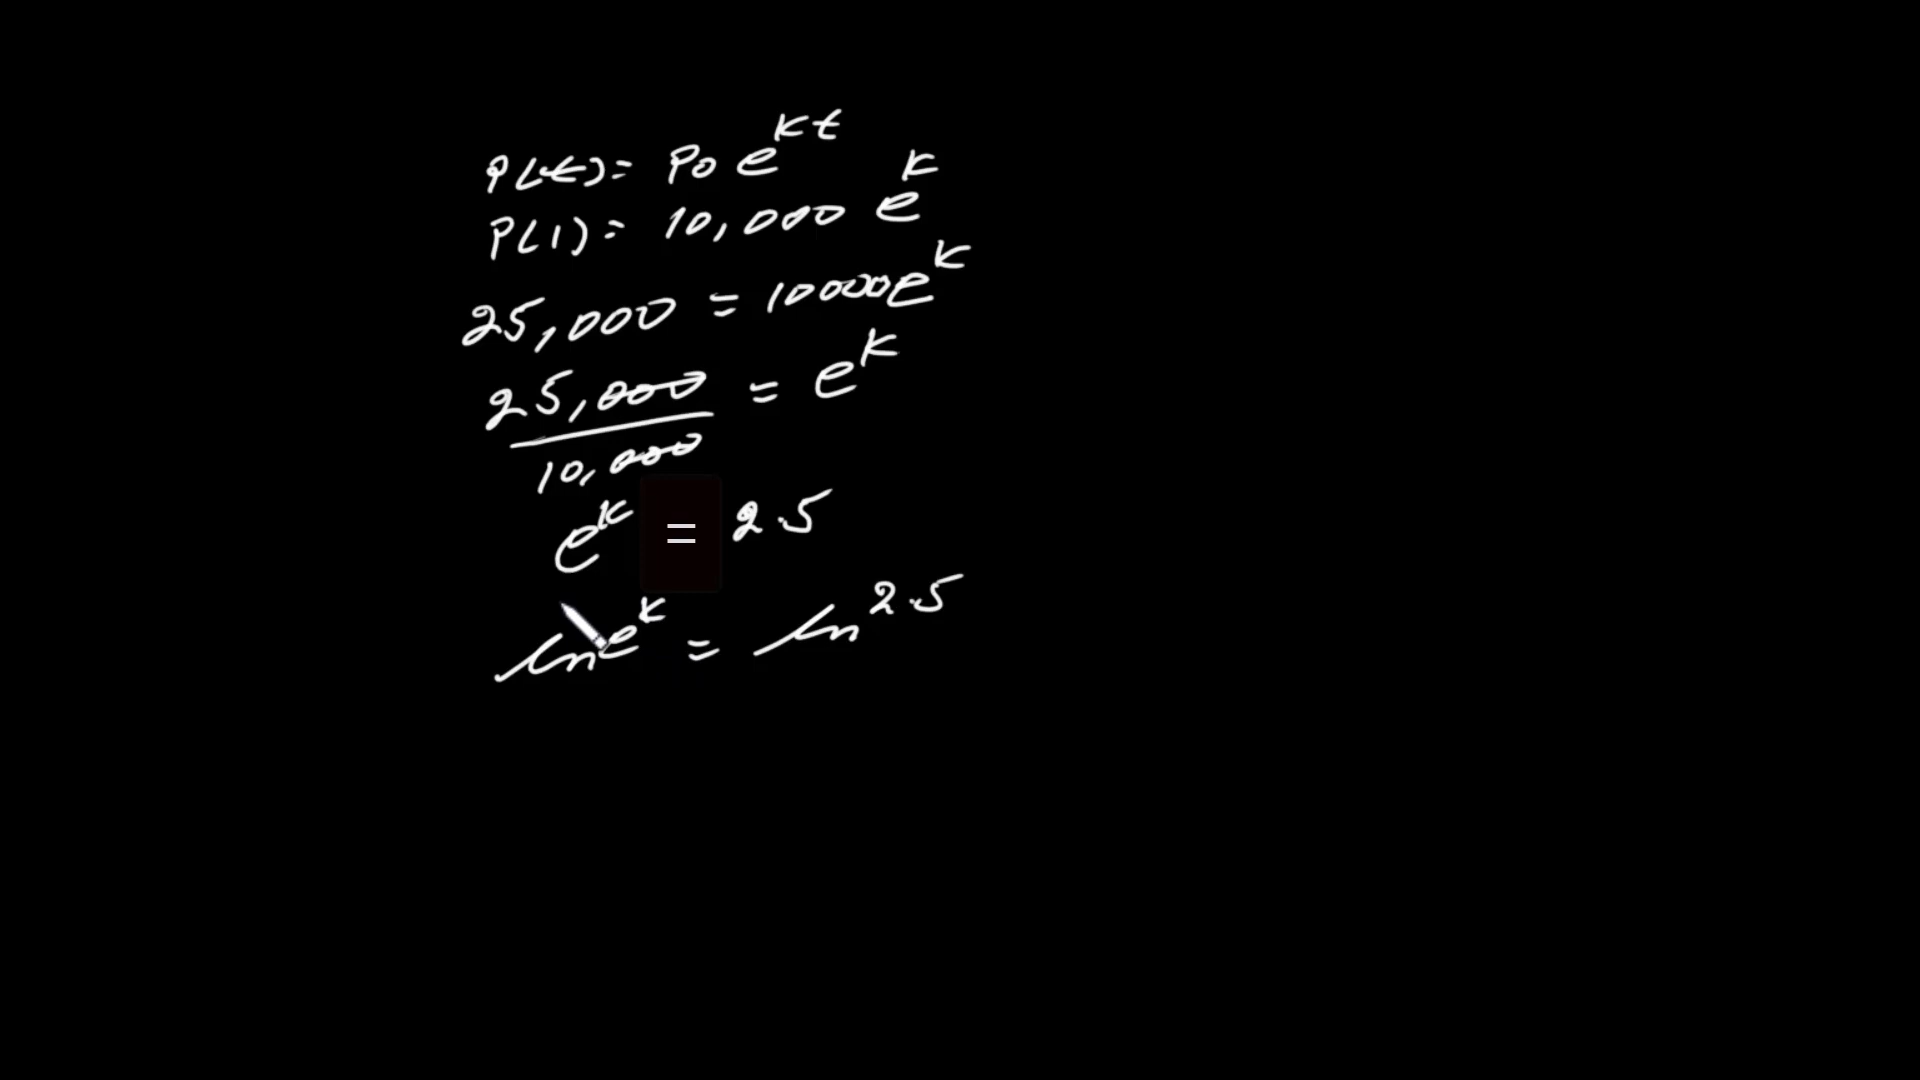 P(t) = P0 e^kt
P(1) = 10,000 e^k
25,000 = 10000e^k
25,000 = e^k
10,000
e^k = 2.5
ln e^k = ln 2.5